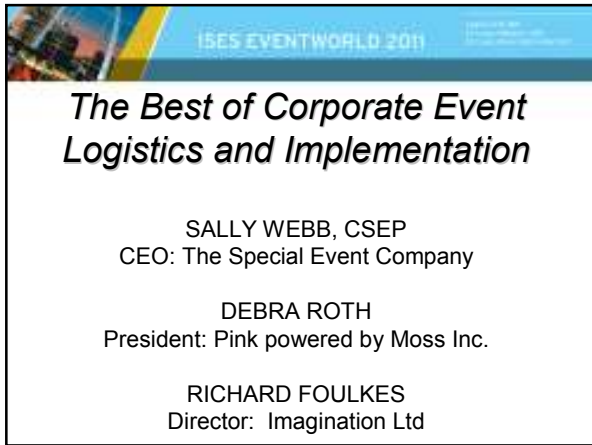 ISES EVENTWORLD 2011
The Best of Corporate Event
Logistics and Implementation
SALLY WEBB, CSEP
CEO: The Special Event Company
DEBRA ROTH
President: Pink powered by Moss Inc.
RICHARD FOULKES
Director: Imagination Ltd